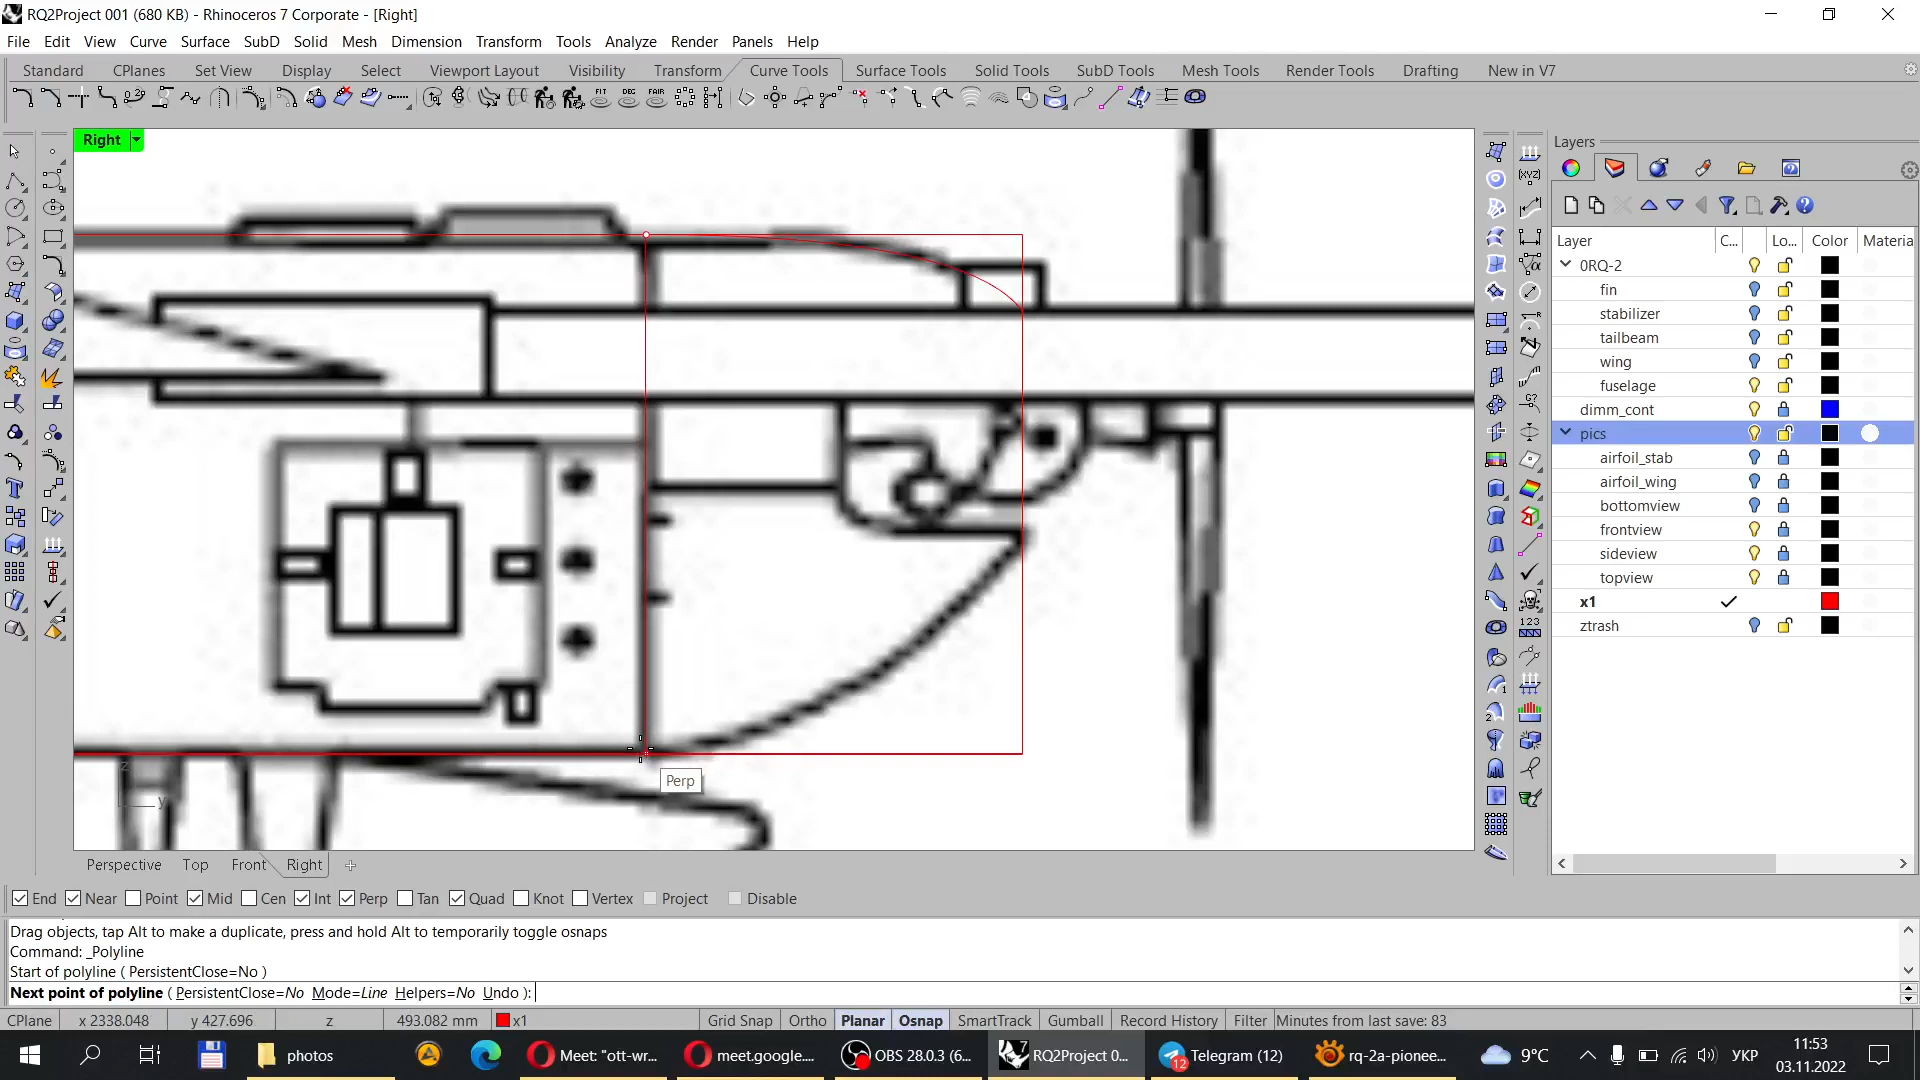 RQ2Project 001 (680 KB) - Rhinoceros 7 Corporate - [Right]
File Edit View Curve Surface SubD Solid Mesh Dimension Transform Tools Analyze Render Panels Help
Standard CPlanes Set View Display Select Viewport Layout Visibility Transform Curve Tools Surface Tools Solid Tools SubD Tools Mesh Tools Render Tools Drafting New in V7
Right
Layers
Layer C... Lo... Color Materia
0RQ-2
fin
stabilizer
tailbeam
wing
fuselage
dimm_cont
pics
airfoil_stab
airfoil_wing
bottomview
frontview
sideview
topview
x1
ztrash
Perp
z
y
Perspective Top Front Right
End Near Point Mid Cen Int Perp Tan Quad Knot Vertex Project Disable
Drag objects, tap Alt to make a duplicate, press and hold Alt to temporarily toggle osnaps
Command: _Polyline
Start of polyline ( PersistentClose=No )
Next point of polyline ( PersistentClose=No Mode=Line Helpers=No Undo ):
CPlane x 2338.048 y 427.696 z 493.082 mm x1 Grid Snap Ortho Planar Osnap SmartTrack Gumball Record History Filter Minutes from last save: 83
photos Meet: "ott-wr... meet.google.... OBS 28.0.3 (6... RQ2Project 0... Telegram (12) rq-2a-pionee... 9°C УКР 11:53
03.11.2022